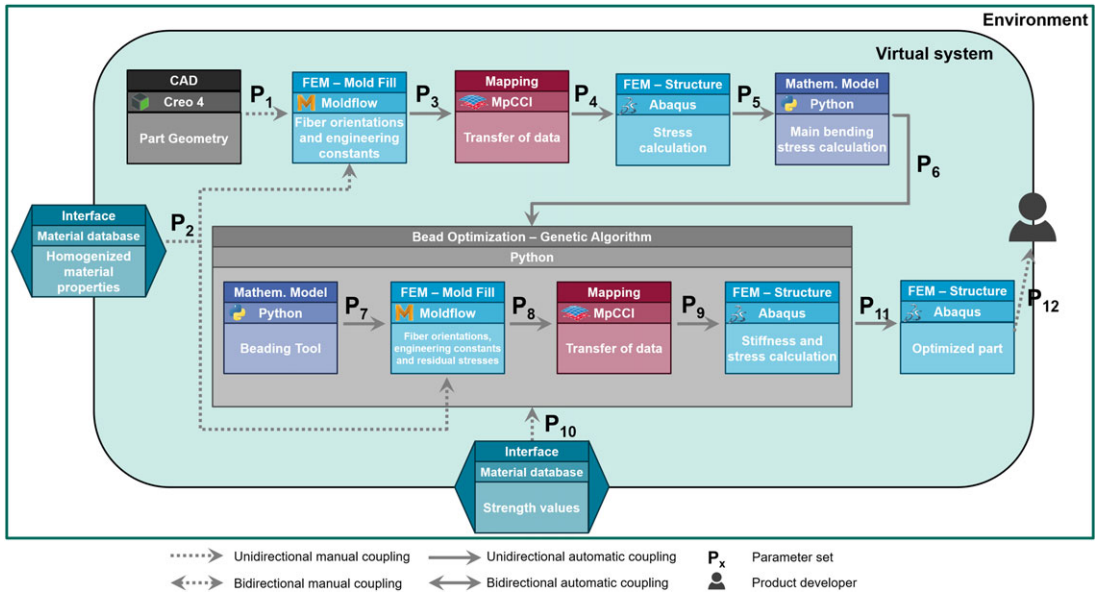 Environment
Virtual system
CAD
Creo 4
Part Geometry
P1
FEM – Mold Fill
Moldflow
Fiber orientations
and engineering
constants
P3
Mapping
MpCCI
Transfer of data
P4
FEM – Structure
Abaqus
Stress
calculation
P5
Mathem. Model
Python
Main bending
stress calculation
P6
Interface
Material database
Homogenized
material
properties
P2
Bead Optimization – Genetic Algorithm
Python
Mathem. Model
Python
Beading Tool
P7
FEM – Mold Fill
Moldflow
Fiber orientations,
engineering constants
and residual stresses
P8
Mapping
MpCCI
Transfer of data
P9
FEM – Structure
Abaqus
Stiffness and
stress calculation
P11
FEM – Structure
Abaqus
Optimized part
P12
P10
Interface
Material database
Strength values
Unidirectional manual coupling
Unidirectional automatic coupling
Px
Parameter set
Bidirectional manual coupling
Bidirectional automatic coupling
Product developer